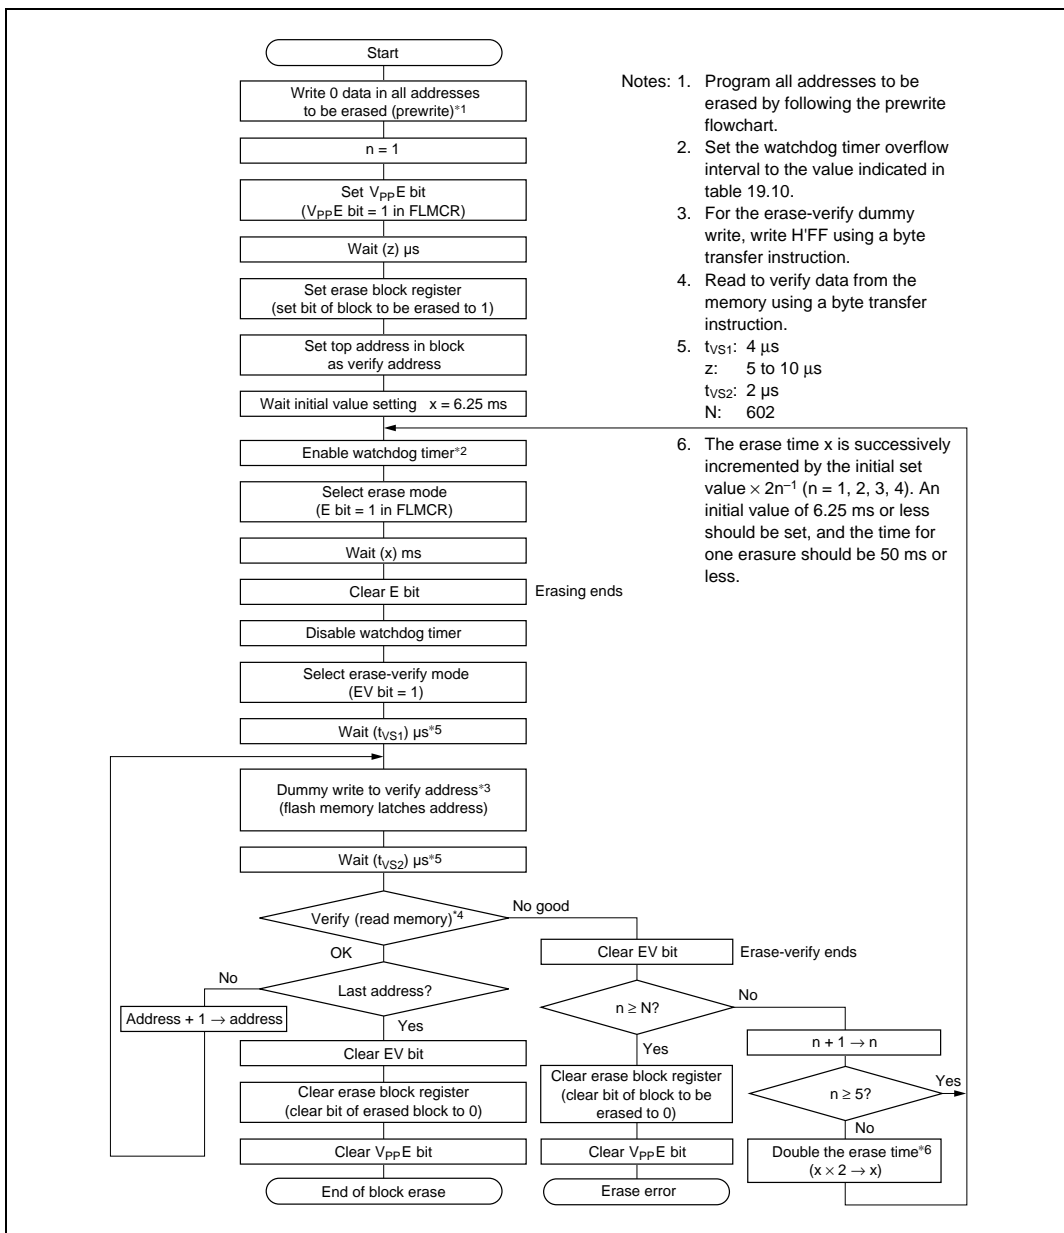 Start
Write 0 data in all addresses
to be erased (prewrite)*1
n = 1
Set VPPE bit
(VPPE bit = 1 in FLMCR)
Wait (z) µs
Set erase block register
(set bit of block to be erased to 1)
Set top address in block
as verify address
Wait initial value setting   x = 6.25 ms
Enable watchdog timer*2
Select erase mode
(E bit = 1 in FLMCR)
Wait (x) ms
Clear E bit
Erasing ends
Disable watchdog timer
Select erase-verify mode
(EV bit = 1)
Wait (tVS1) µs*5
Dummy write to verify address*3
(flash memory latches address)
Wait (tVS2) µs*5
Verify (read memory)*4
No good
OK
Last address?
No
Address + 1 → address
Yes
Clear EV bit
Clear erase block register
(clear bit of erased block to 0)
Clear VPPE bit
End of block erase
Clear EV bit
Erase-verify ends
n ≥ N?
No
Yes
Clear erase block register
(clear bit of block to be
erased to 0)
Clear VPPE bit
Erase error
n + 1 → n
n ≥ 5?
Yes
No
Double the erase time*6
(x × 2 → x)
Notes: 1. Program all addresses to be
erased by following the prewrite
flowchart.
2. Set the watchdog timer overflow
interval to the value indicated in
table 19.10.
3. For the erase-verify dummy
write, write H'FF using a byte
transfer instruction.
4. Read to verify data from the
memory using a byte transfer
instruction.
5. tVS1: 4 µs
z: 5 to 10 µs
tVS2: 2 µs
N: 602
6. The erase time x is successively
incremented by the initial set
value × 2n–1 (n = 1, 2, 3, 4). An
initial value of 6.25 ms or less
should be set, and the time for
one erasure should be 50 ms or
less.